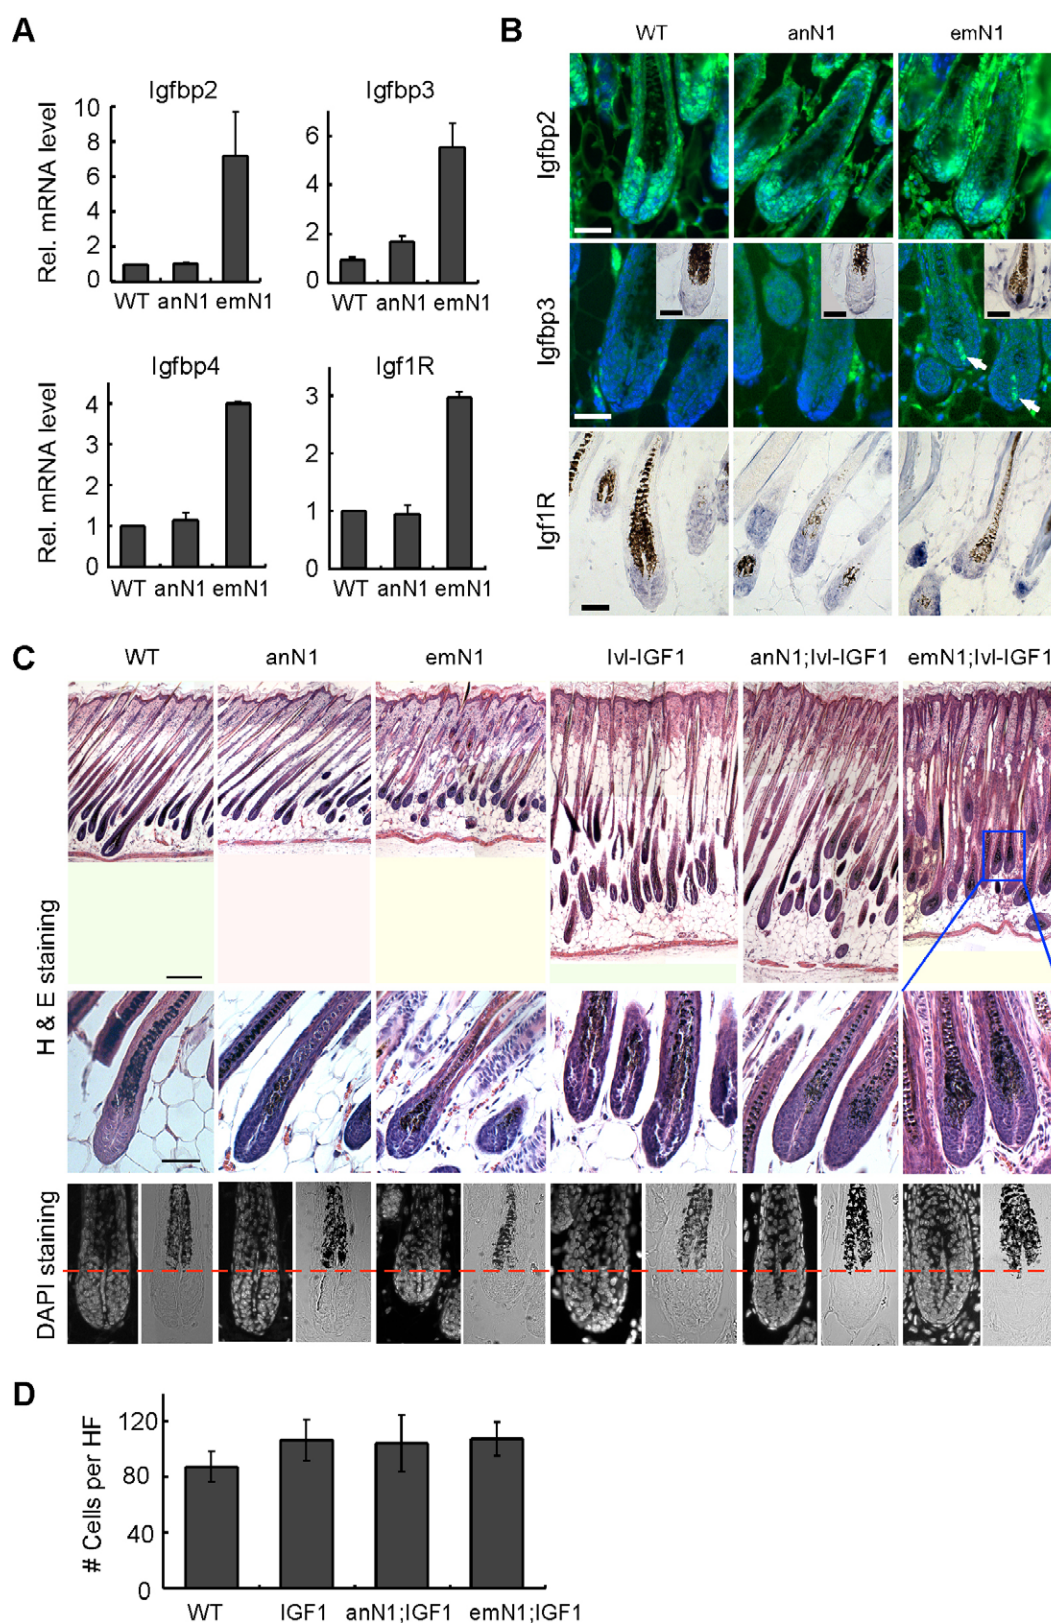 A
Igfbp2
Rel. mRNA level
10
8
6
4
2
0
WT anN1 emN1
Igfbp3
6
4
2
0
WT anN1 emN1
Igfbp4
Rel. mRNA level
4
3
2
1
0
WT anN1 emN1
Igf1R
3
2
1
0
WT anN1 emN1
B
WT anN1 emN1
Igfbp2
Igfbp3
Igf1R
C
WT anN1 emN1 Ivl-IGF1 anN1;Ivl-IGF1 emN1;Ivl-IGF1
H & E staining
DAPI staining
D
# Cells per HF
120
80
40
0
WT IGF1 anN1;IGF1 emN1;IGF1